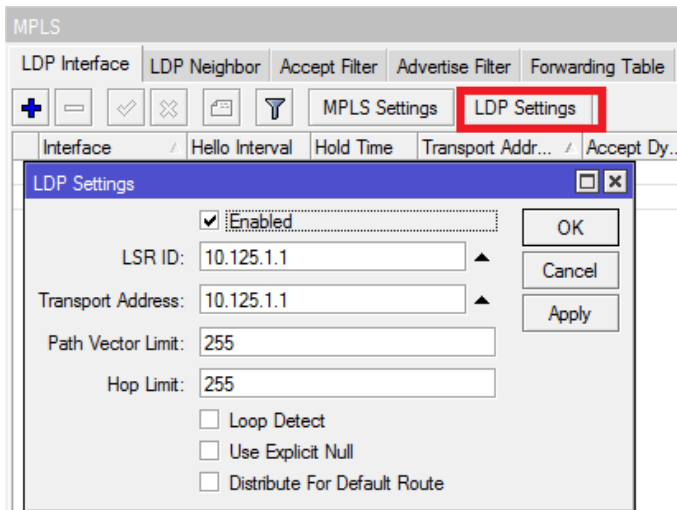 MPLS
LDP Interface LDP Neighbor Accept Filter Advertise Filter Forwarding Table
MPLS Settings LDP Settings
Interface Hello Interval Hold Time Transport Addr... Accept Dy...
LDP Settings
Enabled OK
LSR ID: 10.125.1.1 Cancel
Transport Address: 10.125.1.1 Apply
Path Vector Limit: 255
Hop Limit: 255
Loop Detect
Use Explicit Null
Distribute For Default Route